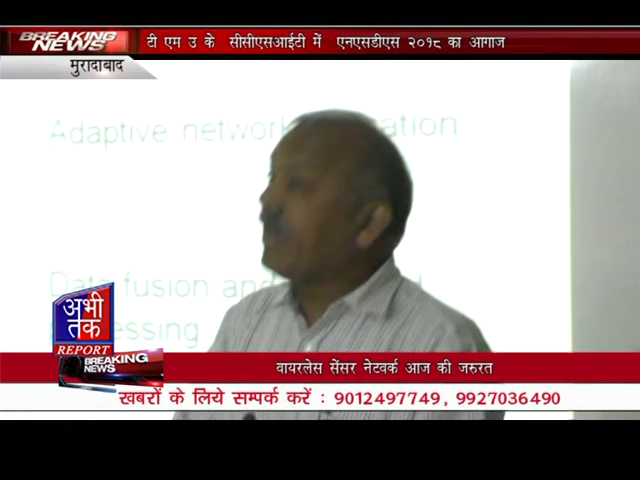 BREAKING NEWS
टी एम उ के सीसीएसआईटी में एनएसडीएस २०१८ का आगाज
मुरादाबाद
Adaptive network
Data fusion and
अभी तक
REPORT
BREAKING NEWS
वायरलेस सेंसर नेटवर्क आज की जरुरत
खबरों के लिये सम्पर्क करें : 9012497749, 9927036490